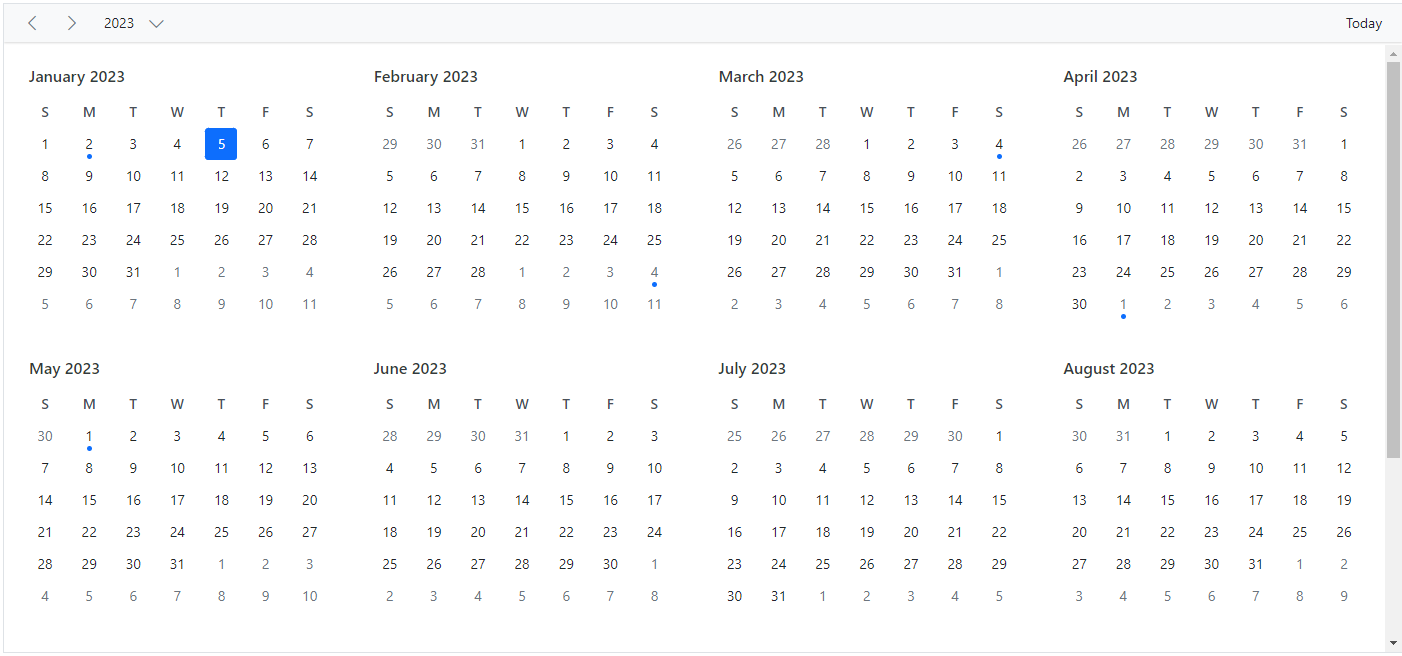 2023 Today
January 2023 February 2023 March 2023 April 2023
S M T W T F S S M T W T F S S M T W T F S S M T W T F S
1 2 3 4 5 6 7 29 30 31 1 2 3 4 26 27 28 1 2 3 4 26 27 28 29 30 31 1
8 9 10 11 12 13 14 5 6 7 8 9 10 11 5 6 7 8 9 10 11 2 3 4 5 6 7 8
15 16 17 18 19 20 21 12 13 14 15 16 17 18 12 13 14 15 16 17 18 9 10 11 12 13 14 15
22 23 24 25 26 27 28 19 20 21 22 23 24 25 19 20 21 22 23 24 25 16 17 18 19 20 21 22
29 30 31 1 2 3 4 26 27 28 1 2 3 4 26 27 28 29 30 31 1 23 24 25 26 27 28 29
5 6 7 8 9 10 11 5 6 7 8 9 10 11 2 3 4 5 6 7 8 30 1 2 3 4 5 6
May 2023 June 2023 July 2023 August 2023
S M T W T F S S M T W T F S S M T W T F S S M T W T F S
30 1 2 3 4 5 6 28 29 30 31 1 2 3 25 26 27 28 29 30 1 30 31 1 2 3 4 5
7 8 9 10 11 12 13 4 5 6 7 8 9 10 2 3 4 5 6 7 8 6 7 8 9 10 11 12
14 15 16 17 18 19 20 11 12 13 14 15 16 17 9 10 11 12 13 14 15 13 14 15 16 17 18 19
21 22 23 24 25 26 27 18 19 20 21 22 23 24 16 17 18 19 20 21 22 20 21 22 23 24 25 26
28 29 30 31 1 2 3 25 26 27 28 29 30 1 23 24 25 26 27 28 29 27 28 29 30 31 1 2
4 5 6 7 8 9 10 2 3 4 5 6 7 8 30 31 1 2 3 4 5 3 4 5 6 7 8 9